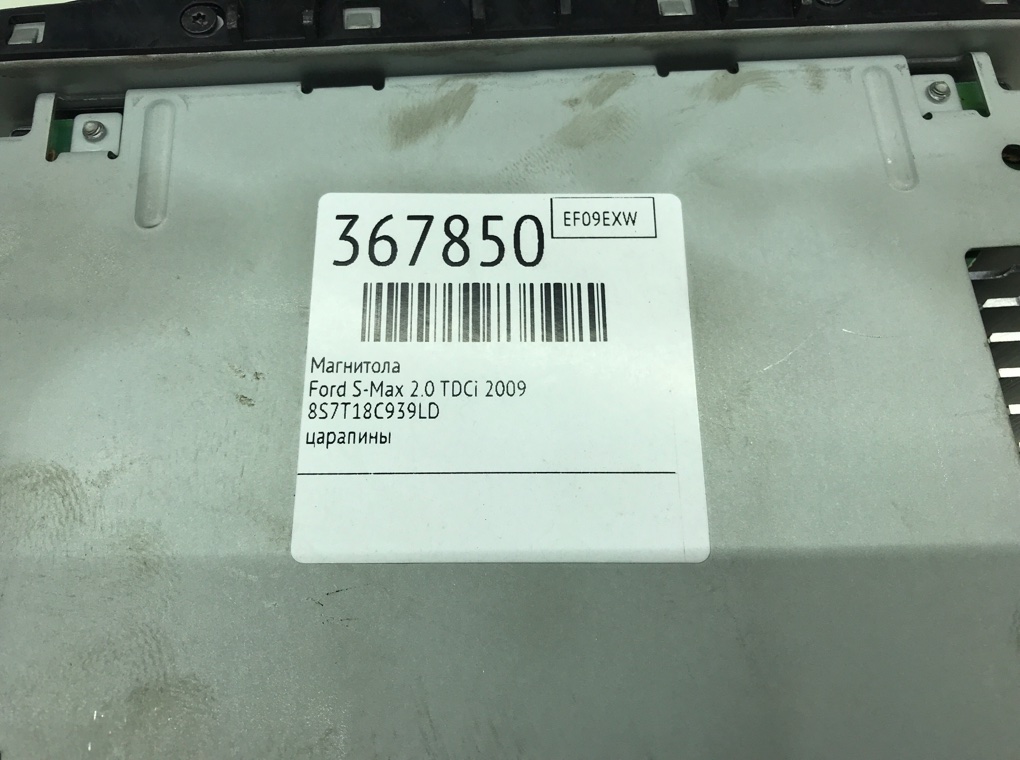 367850
EF09EXW
Магнитола
Ford S-Max 2.0 TDCi 2009
8S7T18C939LD
царапины